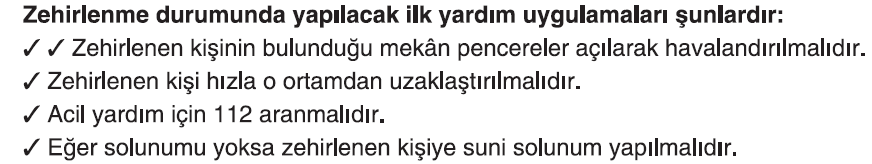 Zehirlenme durumunda yapılacak ilk yardım uygulamaları şunlardır:
✓ ✓ Zehirlenen kişinin bulunduğu mekân pencereler açılarak havalandırılmalıdır.
✓ Zehirlenen kişi hızla o ortamdan uzaklaştırılmalıdır.
✓ Acil yardım için 112 aranmalıdır.
✓ Eğer solunumu yoksa zehirlenen kişiye suni solunum yapılmalıdır.